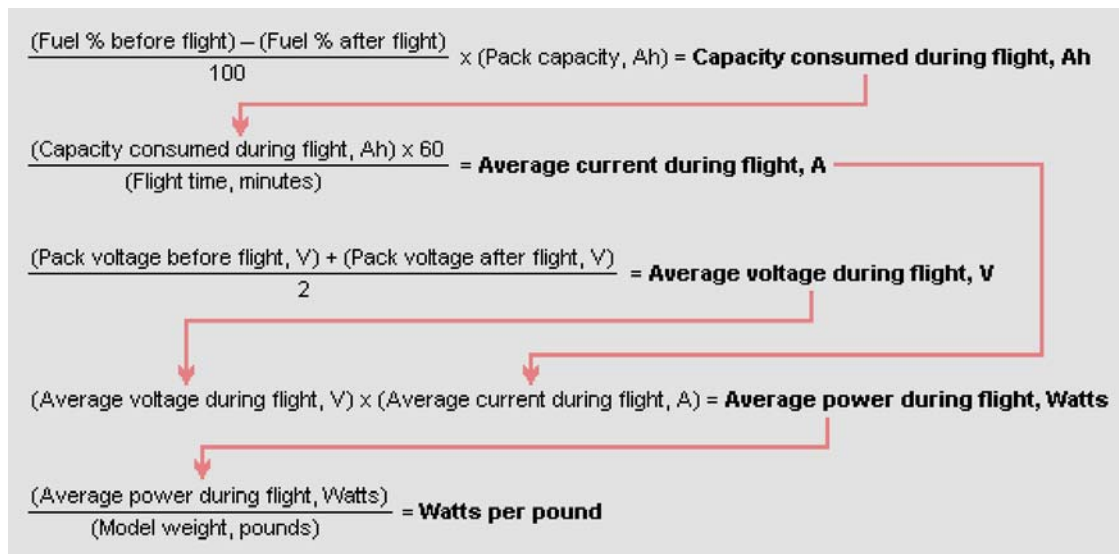 (Fuel % before flight) – (Fuel % after flight)
100
x (Pack capacity, Ah) = Capacity consumed during flight, Ah
(Capacity consumed during flight, Ah) x 60
(Flight time, minutes)
= Average current during flight, A
(Pack voltage before flight, V) + (Pack voltage after flight, V)
2
= Average voltage during flight, V
(Average voltage during flight, V) x (Average current during flight, A) = Average power during flight, Watts
(Average power during flight, Watts)
(Model weight, pounds)
= Watts per pound